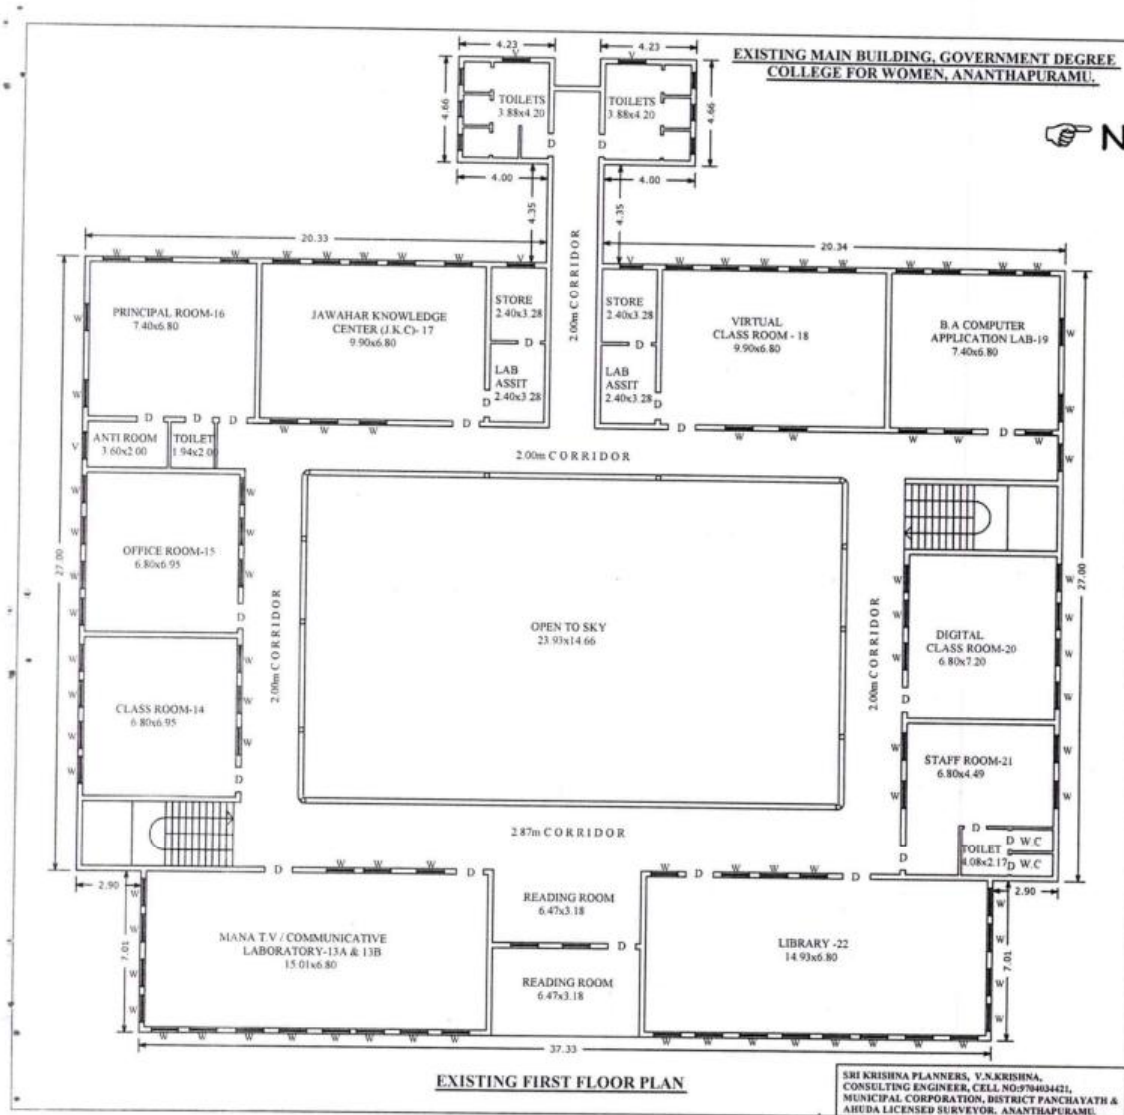 EXISTING MAIN BUILDING, GOVERNMENT DEGREE
COLLEGE FOR WOMEN, ANANTHAPURAMU.
N
4.23
4.23
V
V
TOILETS
3.88x4.20
TOILETS
3.88x4.20
4.66
4.66
D
D
4.00
4.00
4.35
4.35
20.33
20.34
2.00m CORRIDOR
W W W W W W W V
V W W W W W W W W
PRINCIPAL ROOM-16
7.40x6.80
JAWAHAR KNOWLEDGE
CENTER (J.K.C)- 17
9.90x6.80
STORE
2.40x3.28
D
LAB
ASSIT
2.40x3.28
D
STORE
2.40x3.28
D
LAB
ASSIT
2.40x3.28
D
VIRTUAL
CLASS ROOM - 18
9.90x6.80
B.A COMPUTER
APPLICATION LAB-19
7.40x6.80
W
W
W
W
D D D W W W D
D W W W W D W
ANTI ROOM
3.60x2.00
TOILET
1.94x2.00
V
W
2.00m CORRIDOR
27.00
27.00
OFFICE ROOM-15
6.80x6.95
W W W W
W W W
D
OPEN TO SKY
23.93x14.66
2.00m CORRIDOR
2.00m CORRIDOR
DIGITAL
CLASS ROOM-20
6.80x7.20
W W W
W W W W
D
CLASS ROOM-14
6.80x6.95
W W W W
W W W
D
STAFF ROOM-21
6.80x4.49
W W
W W
D
D
TOILET
4.08x2.17
D W.C
D W.C
2.87m CORRIDOR
2.90
2.90
D W W W D
W D W W W D
READING ROOM
6.47x3.18
D
READING ROOM
6.47x3.18
MANA T.V / COMMUNICATIVE
LABORATORY-13A & 13B
15.01x6.80
LIBRARY -22
14.93x6.80
7.01
7.01
W W W W
W W W W
W W W W W W W W
W W W W W W W W
37.33
EXISTING FIRST FLOOR PLAN
SRI KRISHNA PLANNERS, V.N.KRISHNA,
CONSULTING ENGINEER, CELL NO:9704034421,
MUNICIPAL CORPORATION, DISTRICT PANCHAYATH &
AHUDA LICENSED SURVEYOR, ANANTHAPURAMU